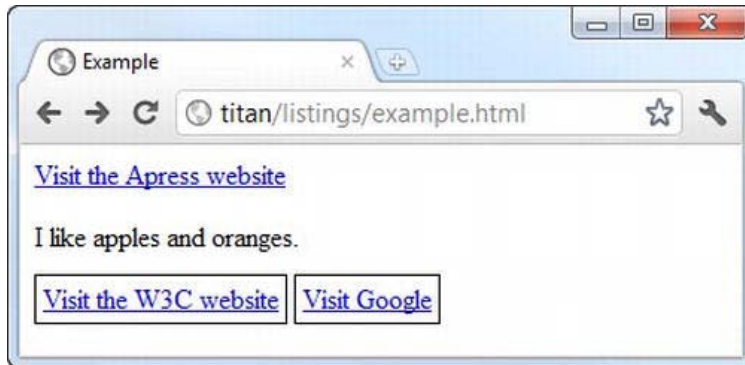 Example
titan/listings/example.html
Visit the Apress website
I like apples and oranges.
Visit the W3C website Visit Google